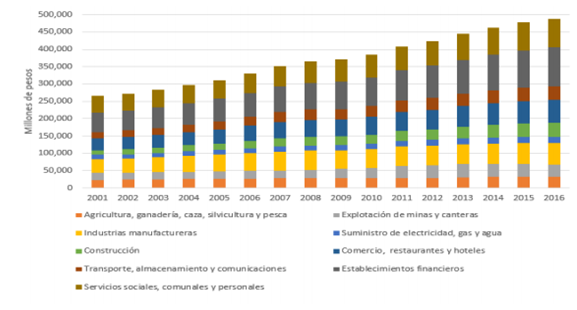 Millones de pesos
500,000
450,000
400,000
350,000
300,000
250,000
200,000
150,000
100,000
50,000
0
2001 2002 2003 2004 2005 2006 2007 2008 2009 2010 2011 2012 2013 2014 2015 2016
Agricultura, ganadería, caza, silvicultura y pesca
Explotación de minas y canteras
Industrias manufactureras
Suministro de electricidad, gas y agua
Construcción
Comercio, restaurantes y hoteles
Transporte, almacenamiento y comunicaciones
Establecimientos financieros
Servicios sociales, comunales y personales